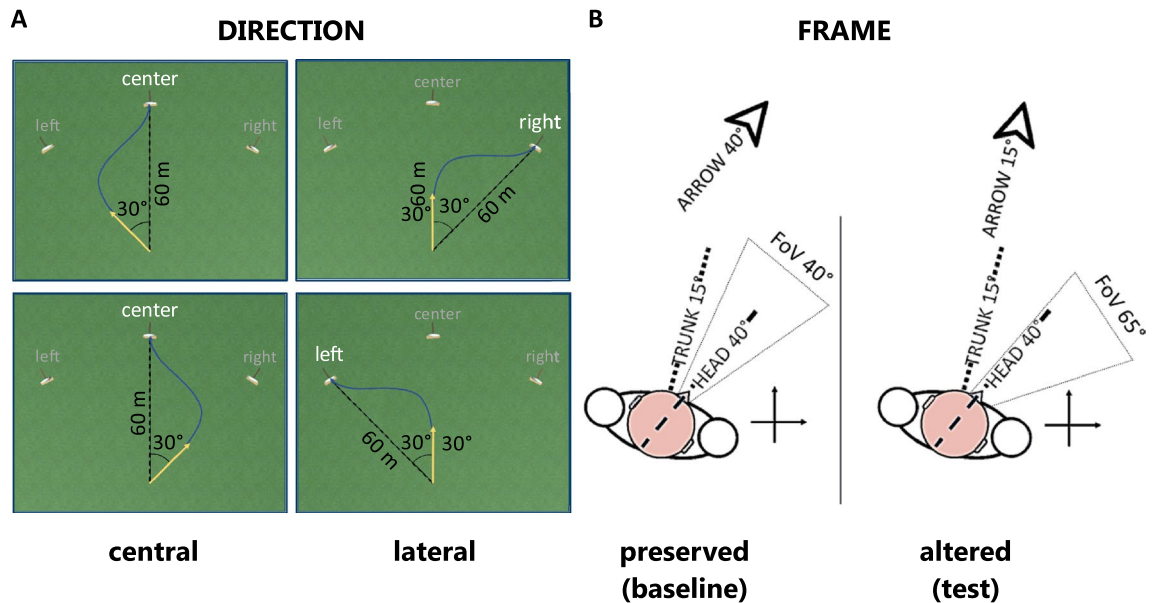 A
DIRECTION
center
left
right
60 m
30°
center
left
right
60 m
30°
30°
60 m
center
left
right
60 m
30°
center
left
right
30°
30°
60 m
central
lateral
B
FRAME
ARROW 40°
FoV 40°
TRUNK 15°
HEAD 40°
ARROW 15°
FoV 65°
TRUNK 15°
HEAD 40°
preserved
(baseline)
altered
(test)